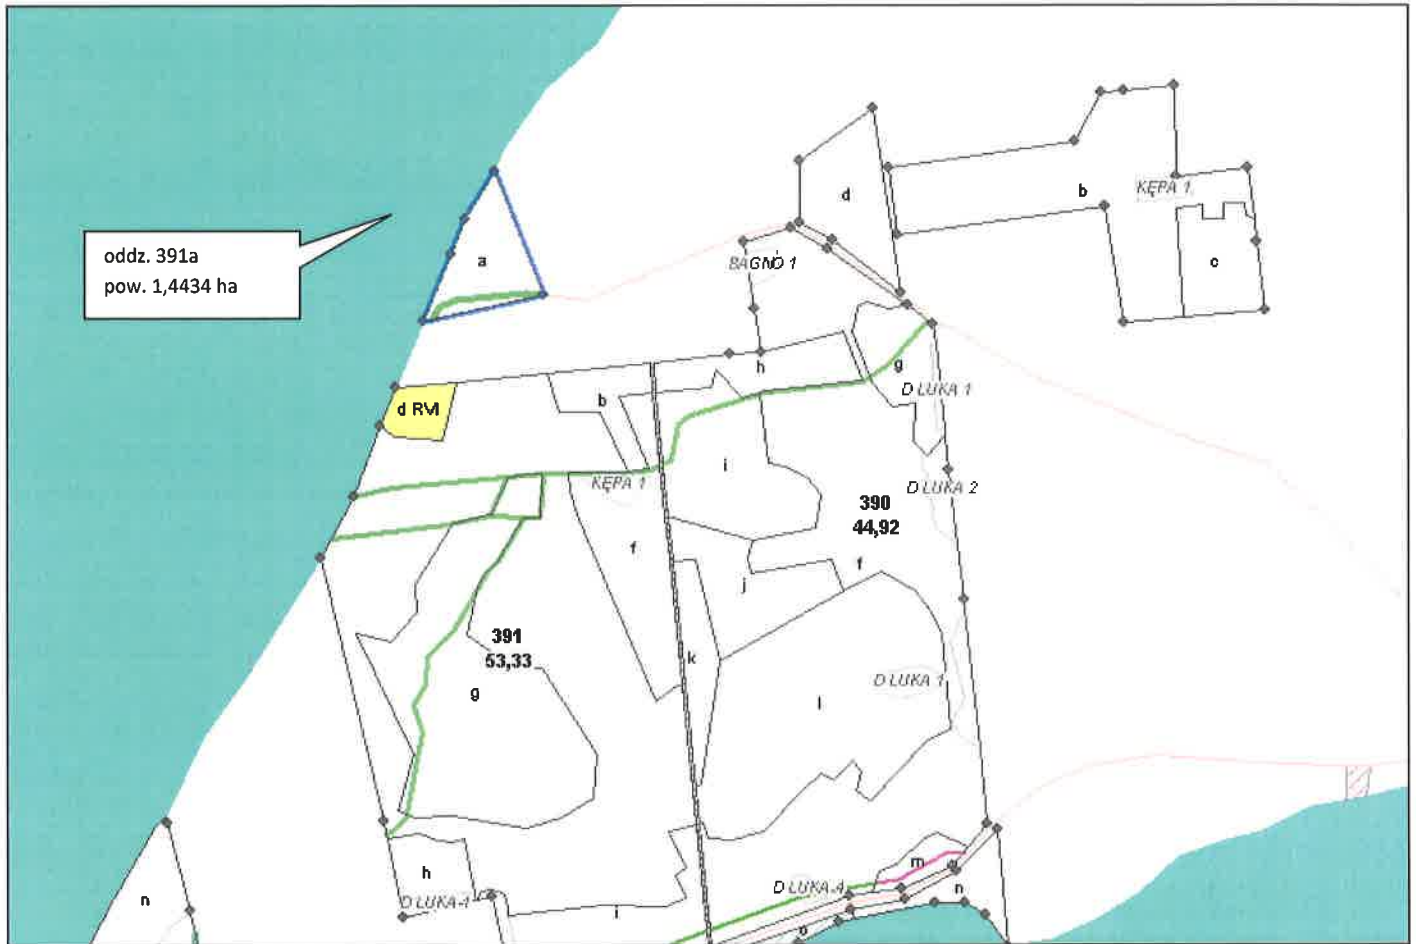 oddz. 391a
pow. 1,4434 ha
a
d
b
KĘPA 1
c
BAGNO 1
h
g
D LUKA 1
d RVI
b
i
KĘPA 1
D LUKA 2
390
44,92
f
f
j
391
53,33
k
g
D LUKA 1
l
h
D LUKA 4
m
n
D LUKA 4
n
i
o